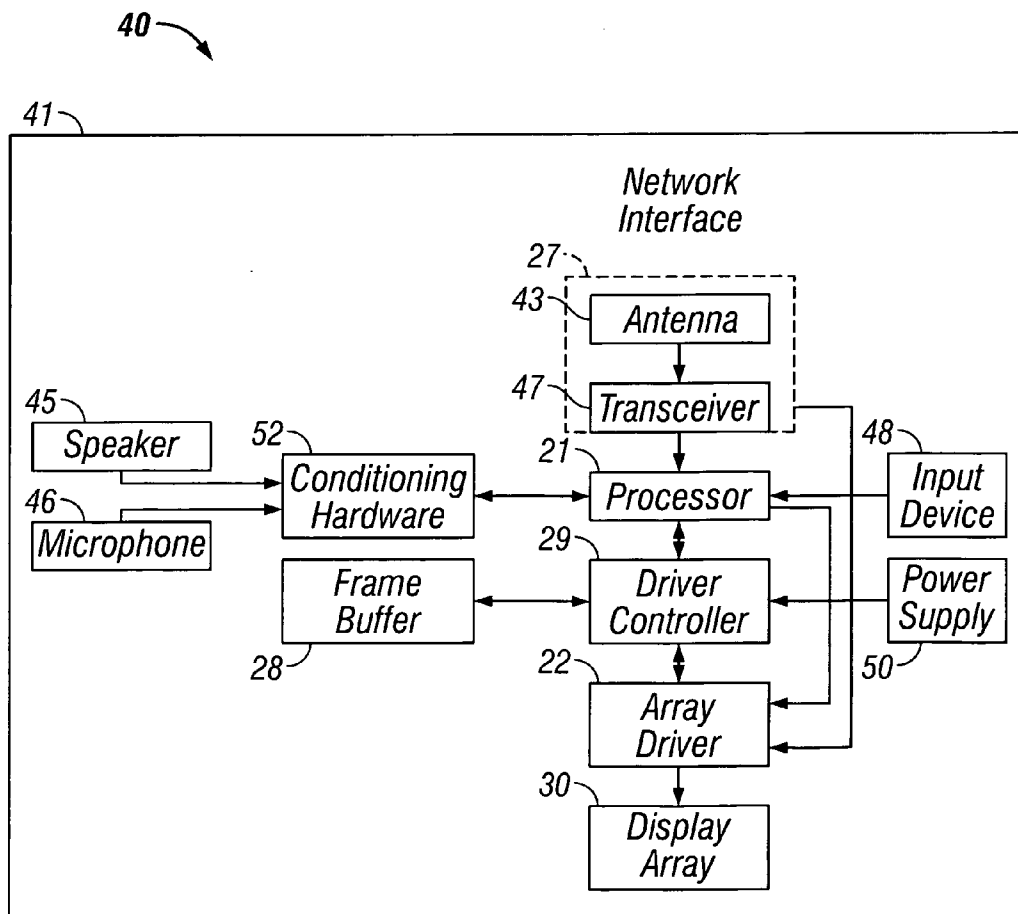 40
41
Network
Interface
27
43
Antenna
47
Transceiver
45
Speaker
52
Conditioning
Hardware
21
Processor
48
Input
Device
46
Microphone
29
Driver
Controller
Frame
Buffer
28
Power
Supply
50
22
Array
Driver
30
Display
Array